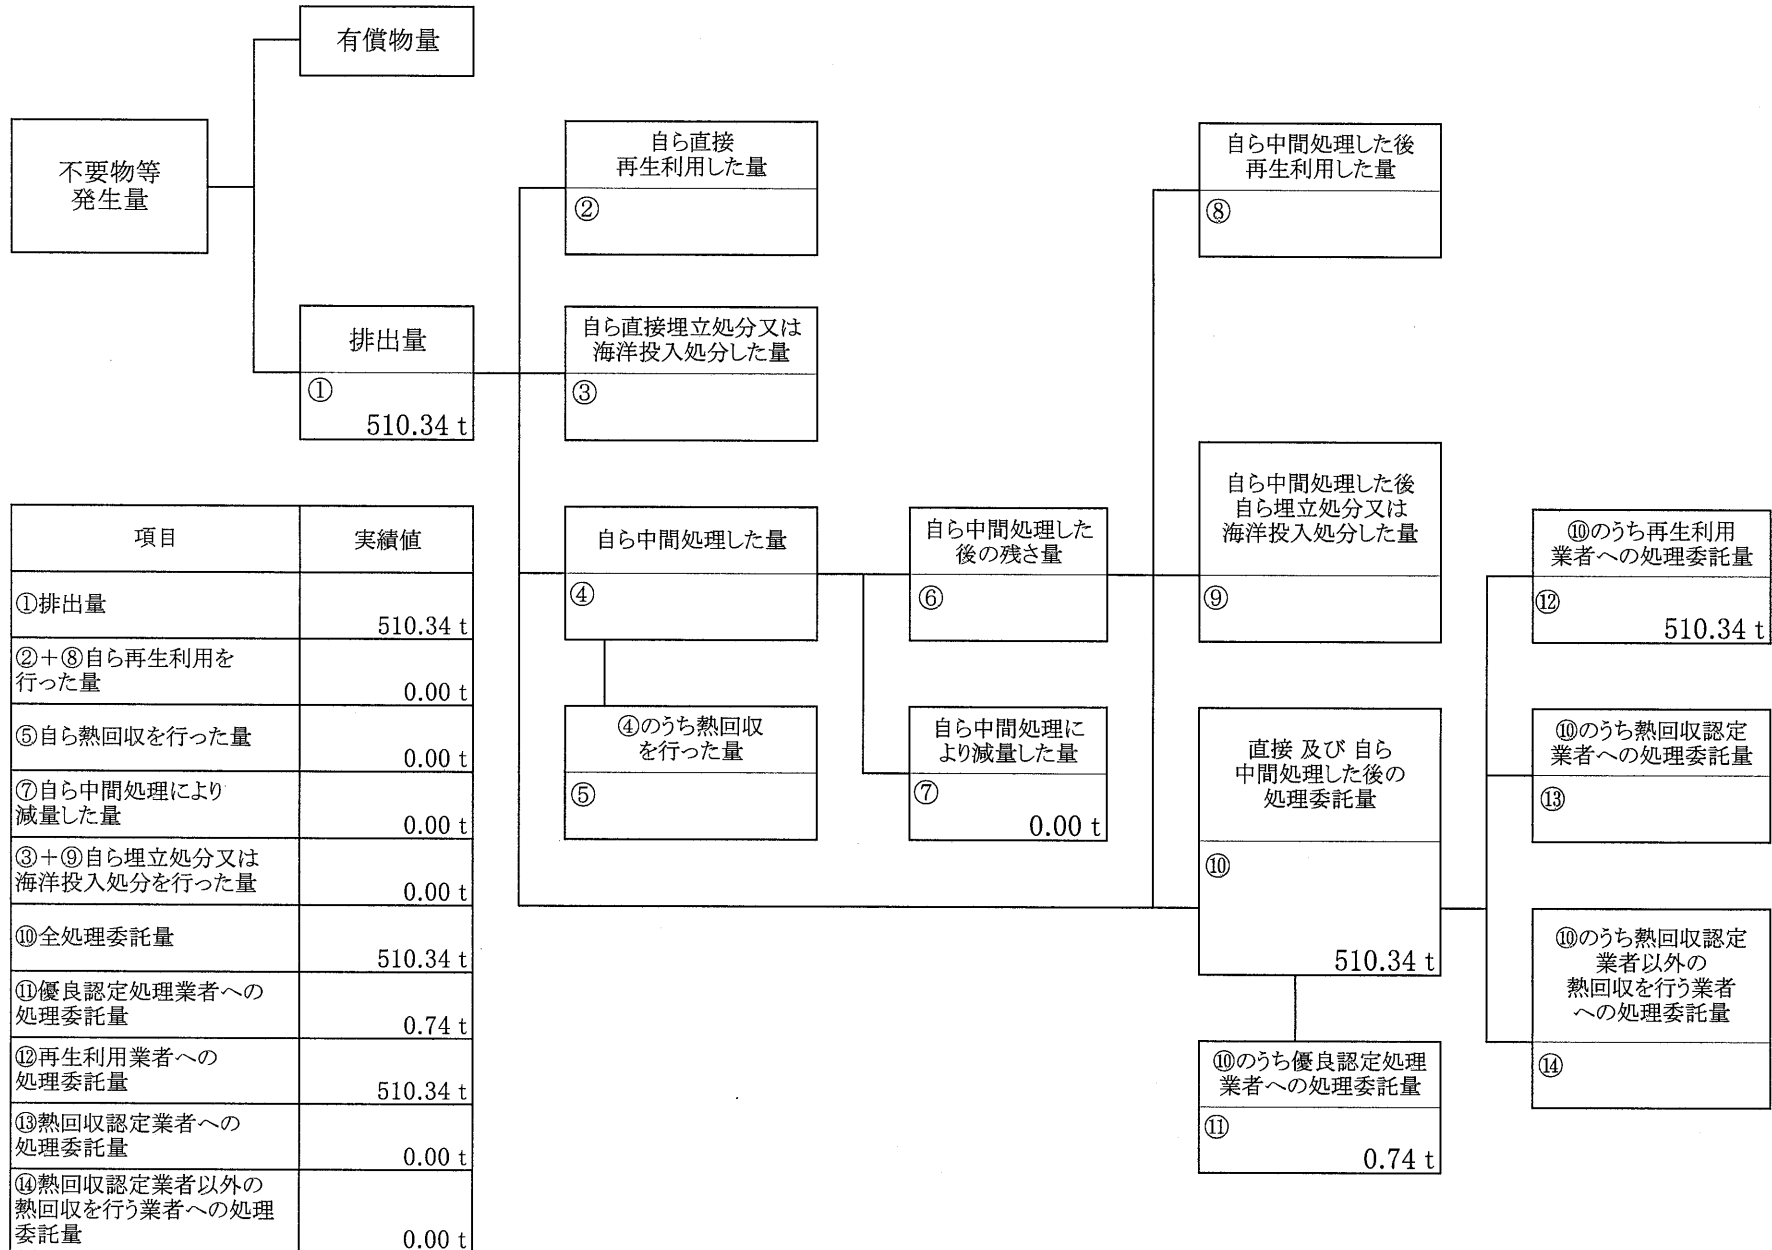 有償物量
不要物等
発生量
排出量
①
510.34 t
自ら直接
再生利用した量
②
自ら直接埋立処分又は
海洋投入処分した量
③
自ら中間処理した量
④
④のうち熱回収
を行った量
⑤
自ら中間処理した
後の残さ量
⑥
自ら中間処理に
より減量した量
⑦
0.00 t
自ら中間処理した後
再生利用した量
⑧
自ら中間処理した後
自ら埋立処分又は
海洋投入処分した量
⑨
直接 及び 自ら
中間処理した後の
処理委託量
⑩
510.34 t
⑩のうち優良認定処理
業者への処理委託量
⑪
0.74 t
⑩のうち再生利用
業者への処理委託量
⑫
510.34 t
⑩のうち熱回収認定
業者への処理委託量
⑬
⑩のうち熱回収認定
業者以外の
熱回収を行う業者
への処理委託量
⑭
項目 実績値
①排出量
510.34 t
②＋⑧自ら再生利用を
行った量
0.00 t
⑤自ら熱回収を行った量
0.00 t
⑦自ら中間処理により
減量した量
0.00 t
③＋⑨自ら埋立処分又は
海洋投入処分を行った量
0.00 t
⑩全処理委託量
510.34 t
⑪優良認定処理業者への
処理委託量
0.74 t
⑫再生利用業者への
処理委託量
510.34 t
⑬熱回収認定業者への
処理委託量
0.00 t
⑭熱回収認定業者以外の
熱回収を行う業者への処理
委託量
0.00 t